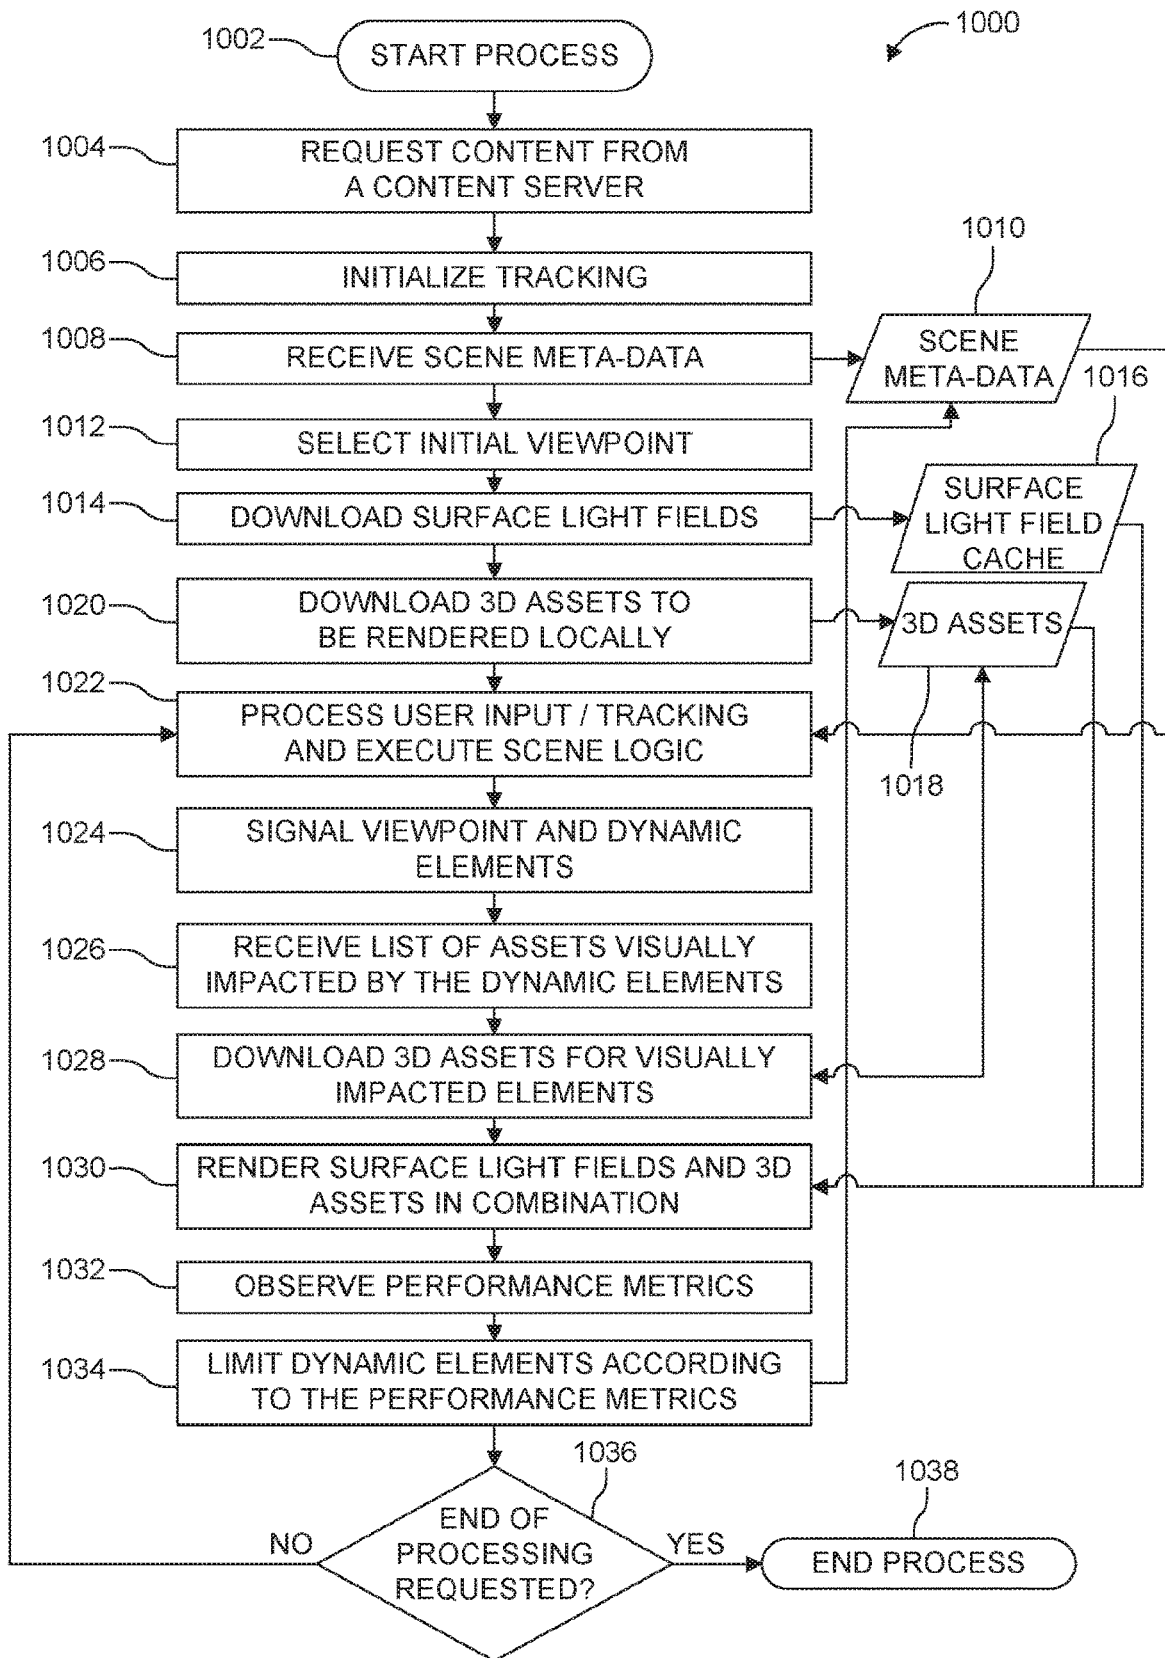 1000
1002
START PROCESS
1004
REQUEST CONTENT FROM
A CONTENT SERVER
1006
INITIALIZE TRACKING
1008
RECEIVE SCENE META-DATA
1010
SCENE
META-DATA
1012
SELECT INITIAL VIEWPOINT
1014
DOWNLOAD SURFACE LIGHT FIELDS
1016
SURFACE
LIGHT FIELD
CACHE
1020
DOWNLOAD 3D ASSETS TO
BE RENDERED LOCALLY
3D ASSETS
1018
1022
PROCESS USER INPUT / TRACKING
AND EXECUTE SCENE LOGIC
1024
SIGNAL VIEWPOINT AND DYNAMIC
ELEMENTS
1026
RECEIVE LIST OF ASSETS VISUALLY
IMPACTED BY THE DYNAMIC ELEMENTS
1028
DOWNLOAD 3D ASSETS FOR VISUALLY
IMPACTED ELEMENTS
1030
RENDER SURFACE LIGHT FIELDS AND 3D
ASSETS IN COMBINATION
1032
OBSERVE PERFORMANCE METRICS
1034
LIMIT DYNAMIC ELEMENTS ACCORDING
TO THE PERFORMANCE METRICS
1036
END OF
PROCESSING
REQUESTED?
NO
YES
1038
END PROCESS